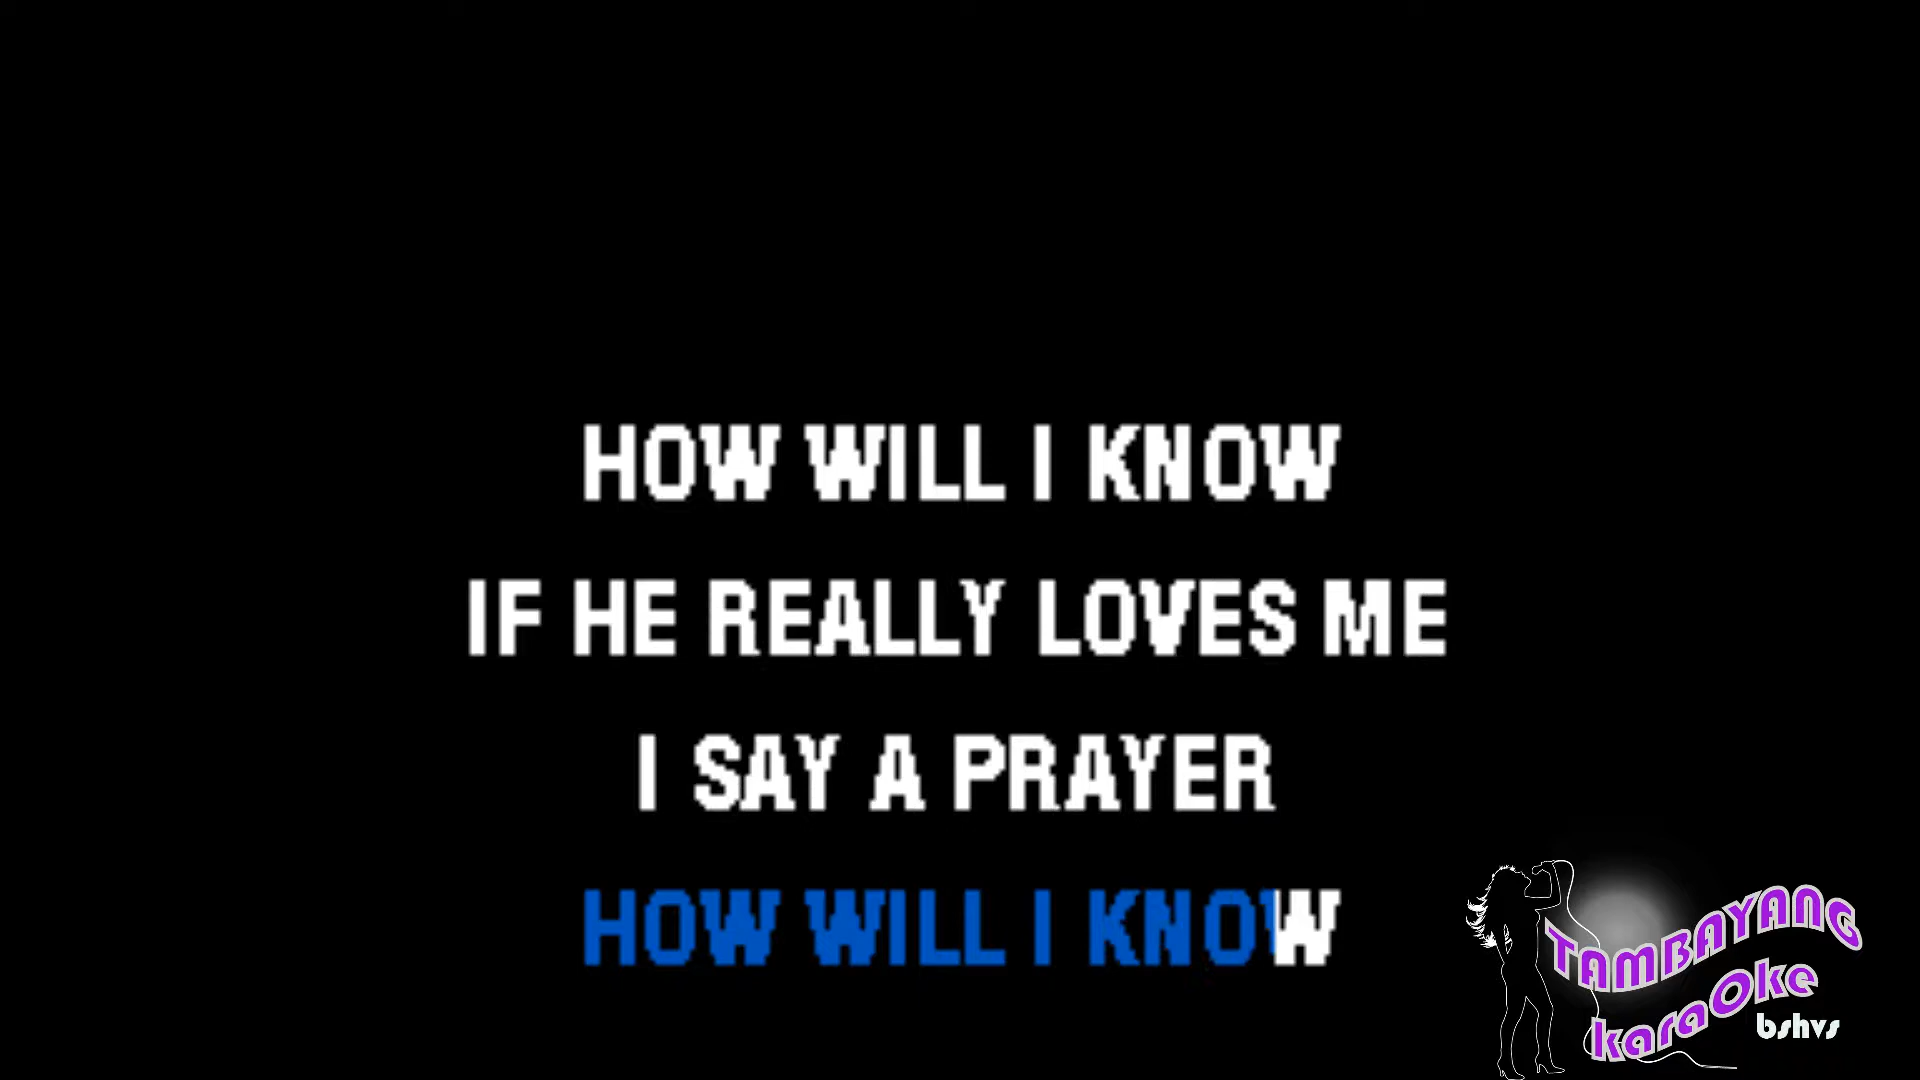 HOW WILL I KNOW
IF HE REALLY LOVES ME
I SAY A PRAYER
HOW WILL I KNOW
TAMBAYANG
karaOke
bshvs